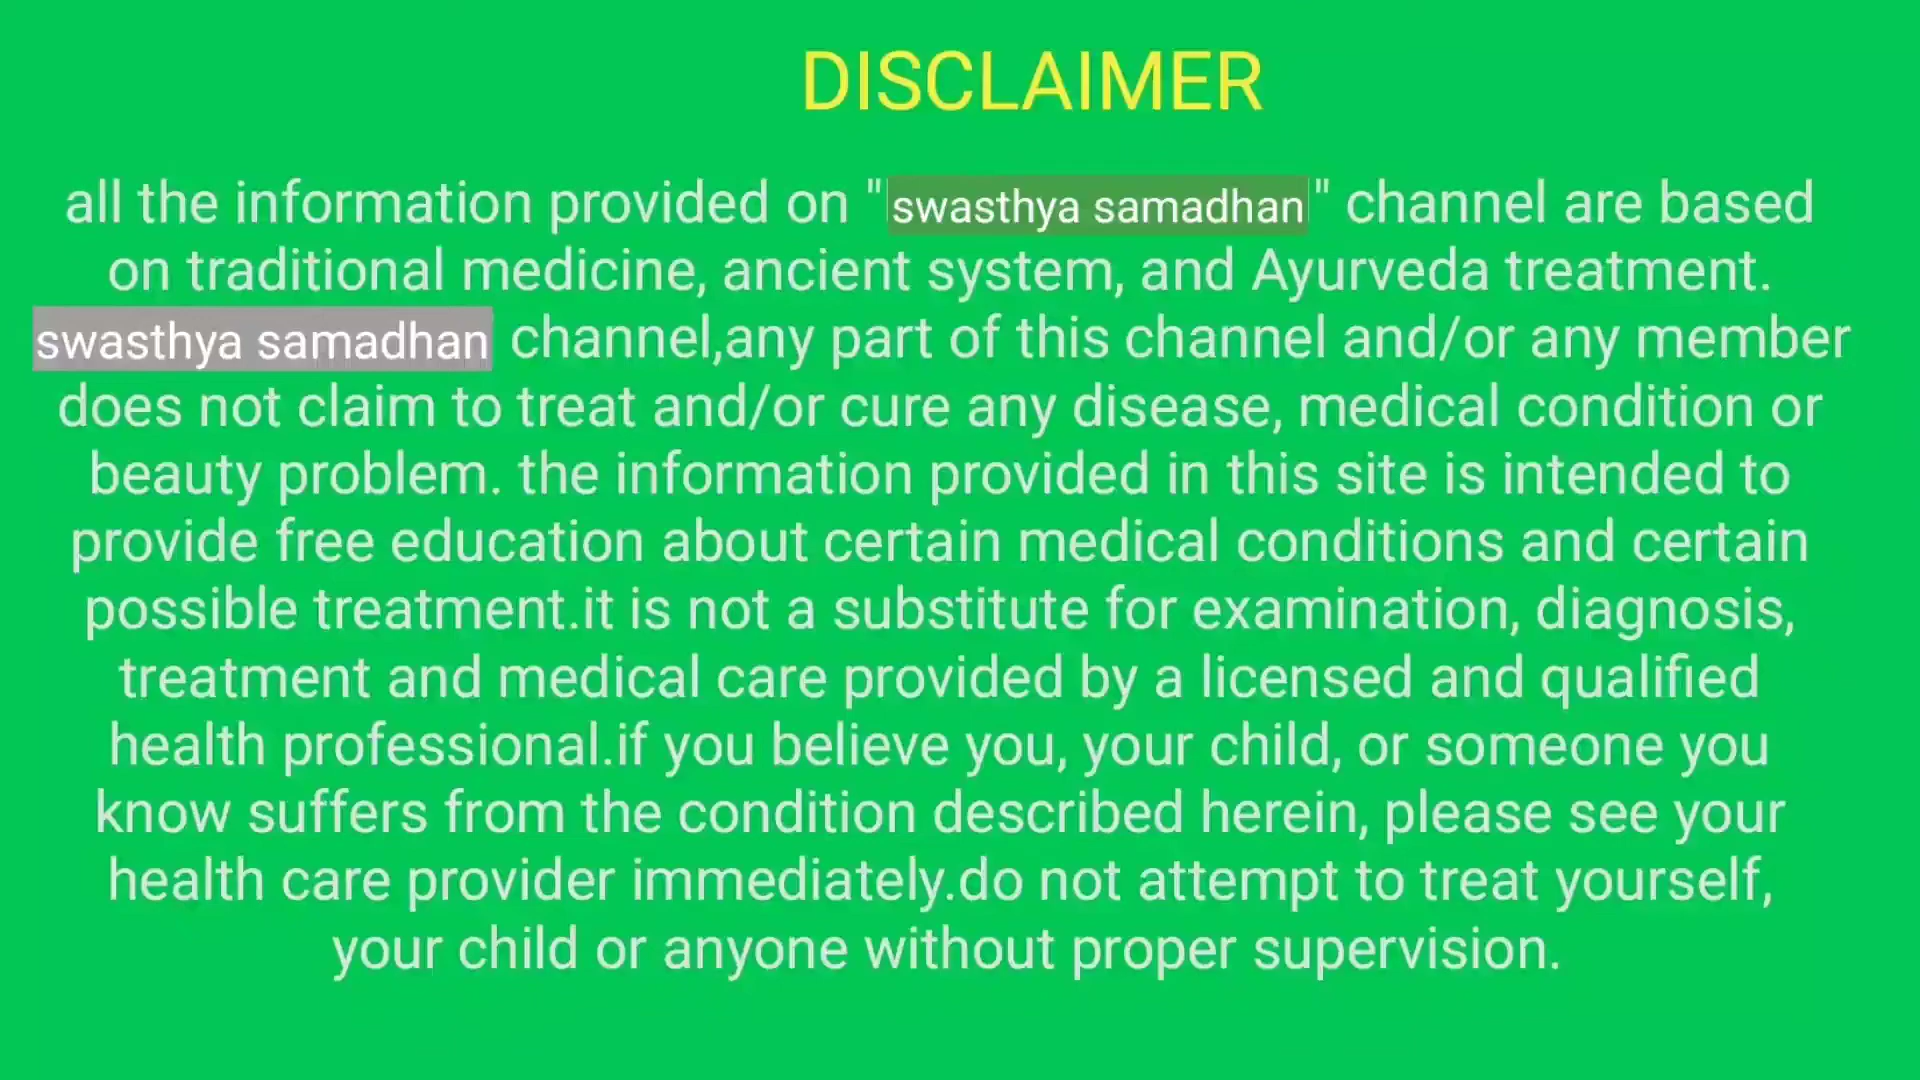 DISCLAIMER
all the information provided on "swasthya samadhan" channel are based
on traditional medicine, ancient system, and Ayurveda treatment.
swasthya samadhan channel,any part of this channel and/or any member
does not claim to treat and/or cure any disease, medical condition or
beauty problem. the information provided in this site is intended to
provide free education about certain medical conditions and certain
possible treatment.it is not a substitute for examination, diagnosis,
treatment and medical care provided by a licensed and qualified
health professional.if you believe you, your child, or someone you
know suffers from the condition described herein, please see your
health care provider immediately.do not attempt to treat yourself,
your child or anyone without proper supervision.